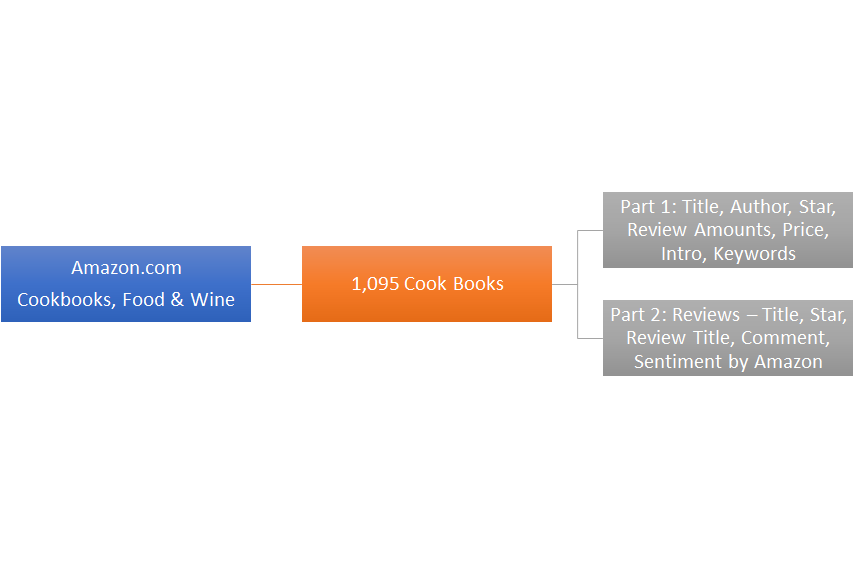 Amazon.com
Cookbooks, Food & Wine
1,095 Cook Books
Part 1: Title, Author, Star,
Review Amounts, Price,
Intro, Keywords
Part 2: Reviews – Title, Star,
Review Title, Comment,
Sentiment by Amazon